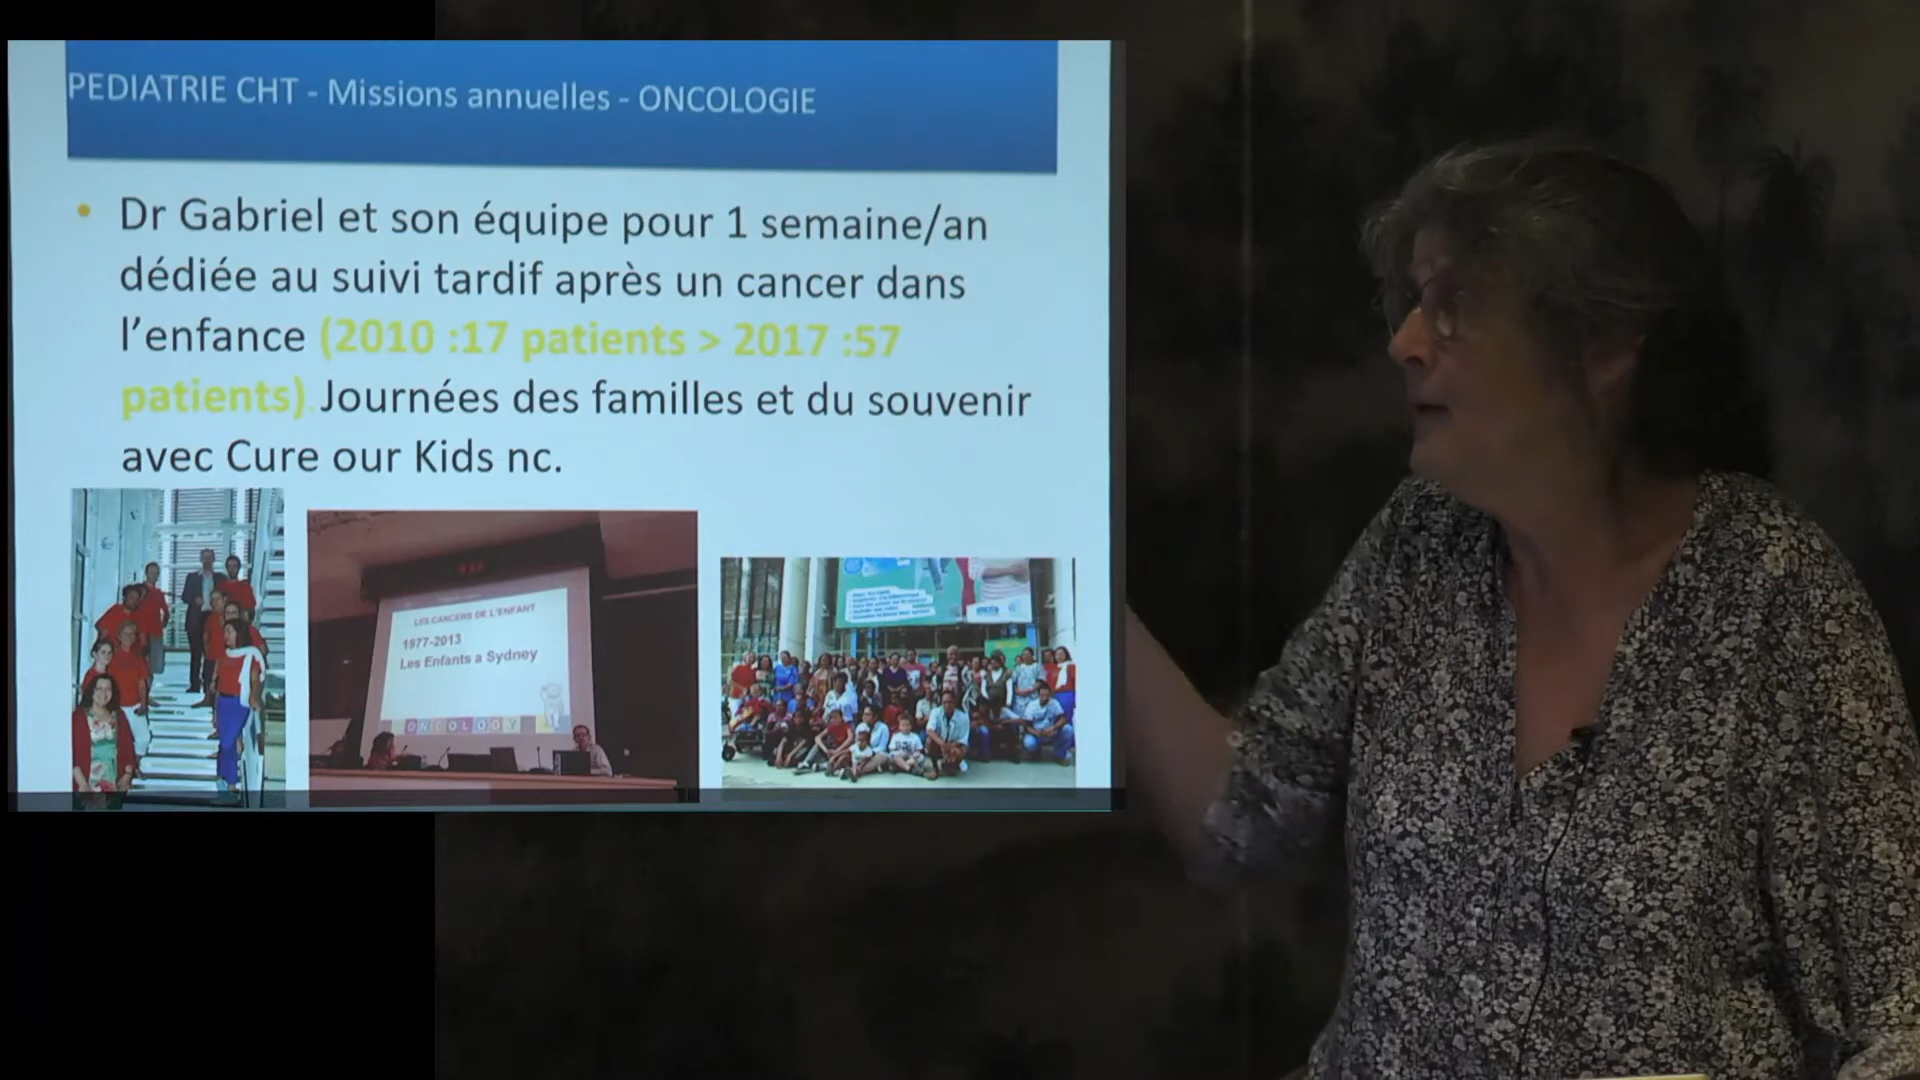 PEDIATRIE CHT - Missions annuelles - ONCOLOGIE
• Dr Gabriel et son équipe pour 1 semaine/an
dédiée au suivi tardif après un cancer dans
l’enfance (2010 :17 patients > 2017 :57
patients). Journées des familles et du souvenir
avec Cure our Kids nc.
LES CANCERS DE L'ENFANT
1977-2013
Les Enfants a Sydney
ONCOLOGY